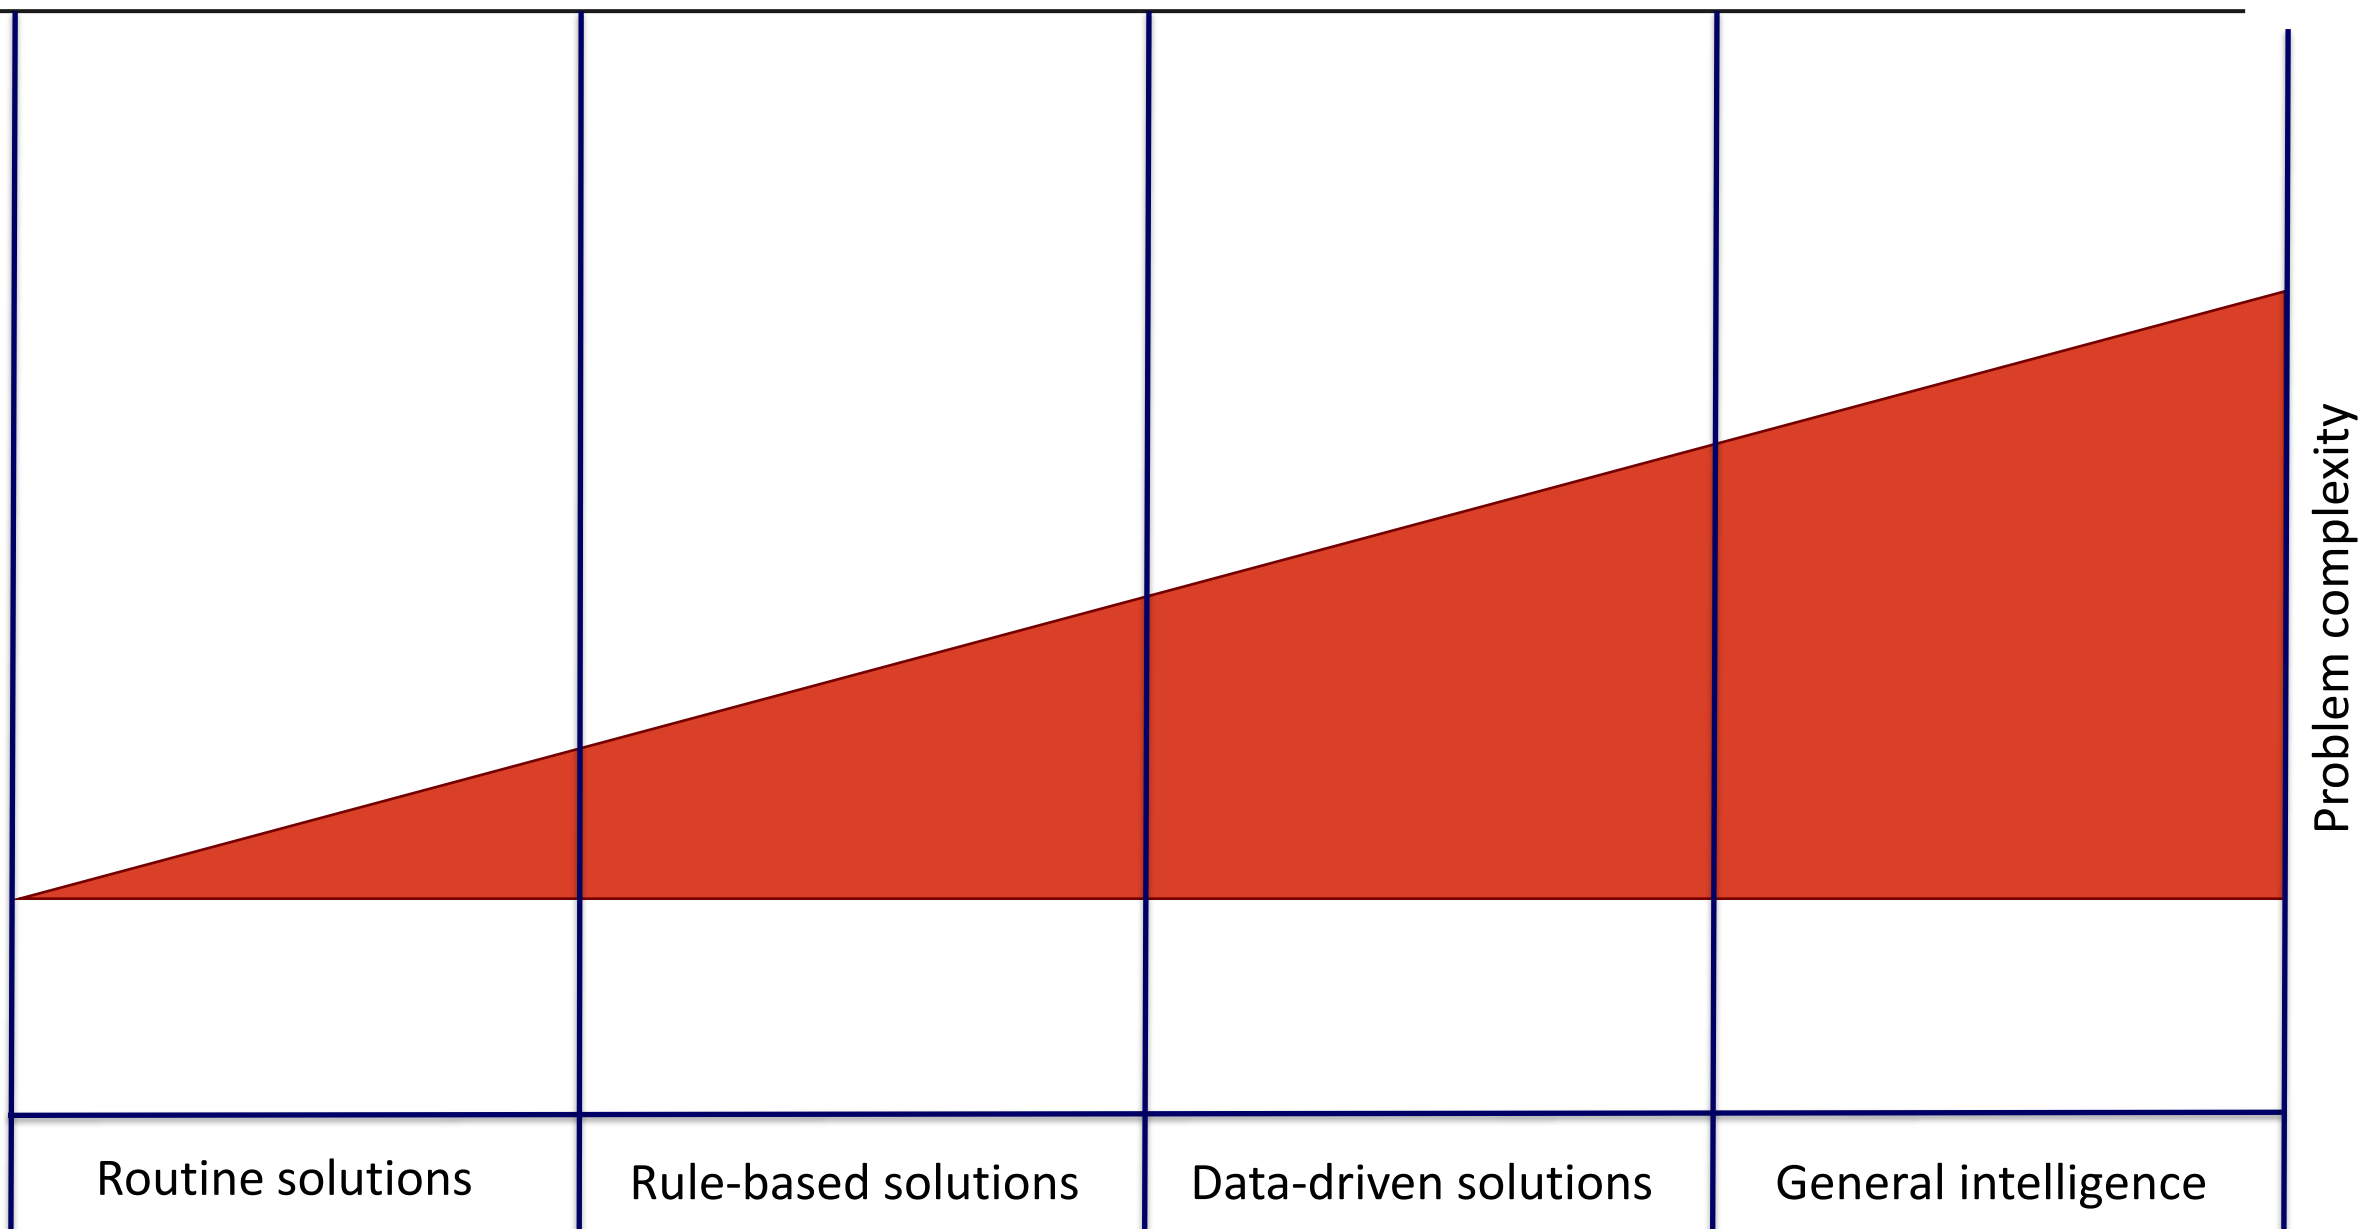 Problem complexity
Routine solutions
Rule-based solutions
Data-driven solutions
General intelligence